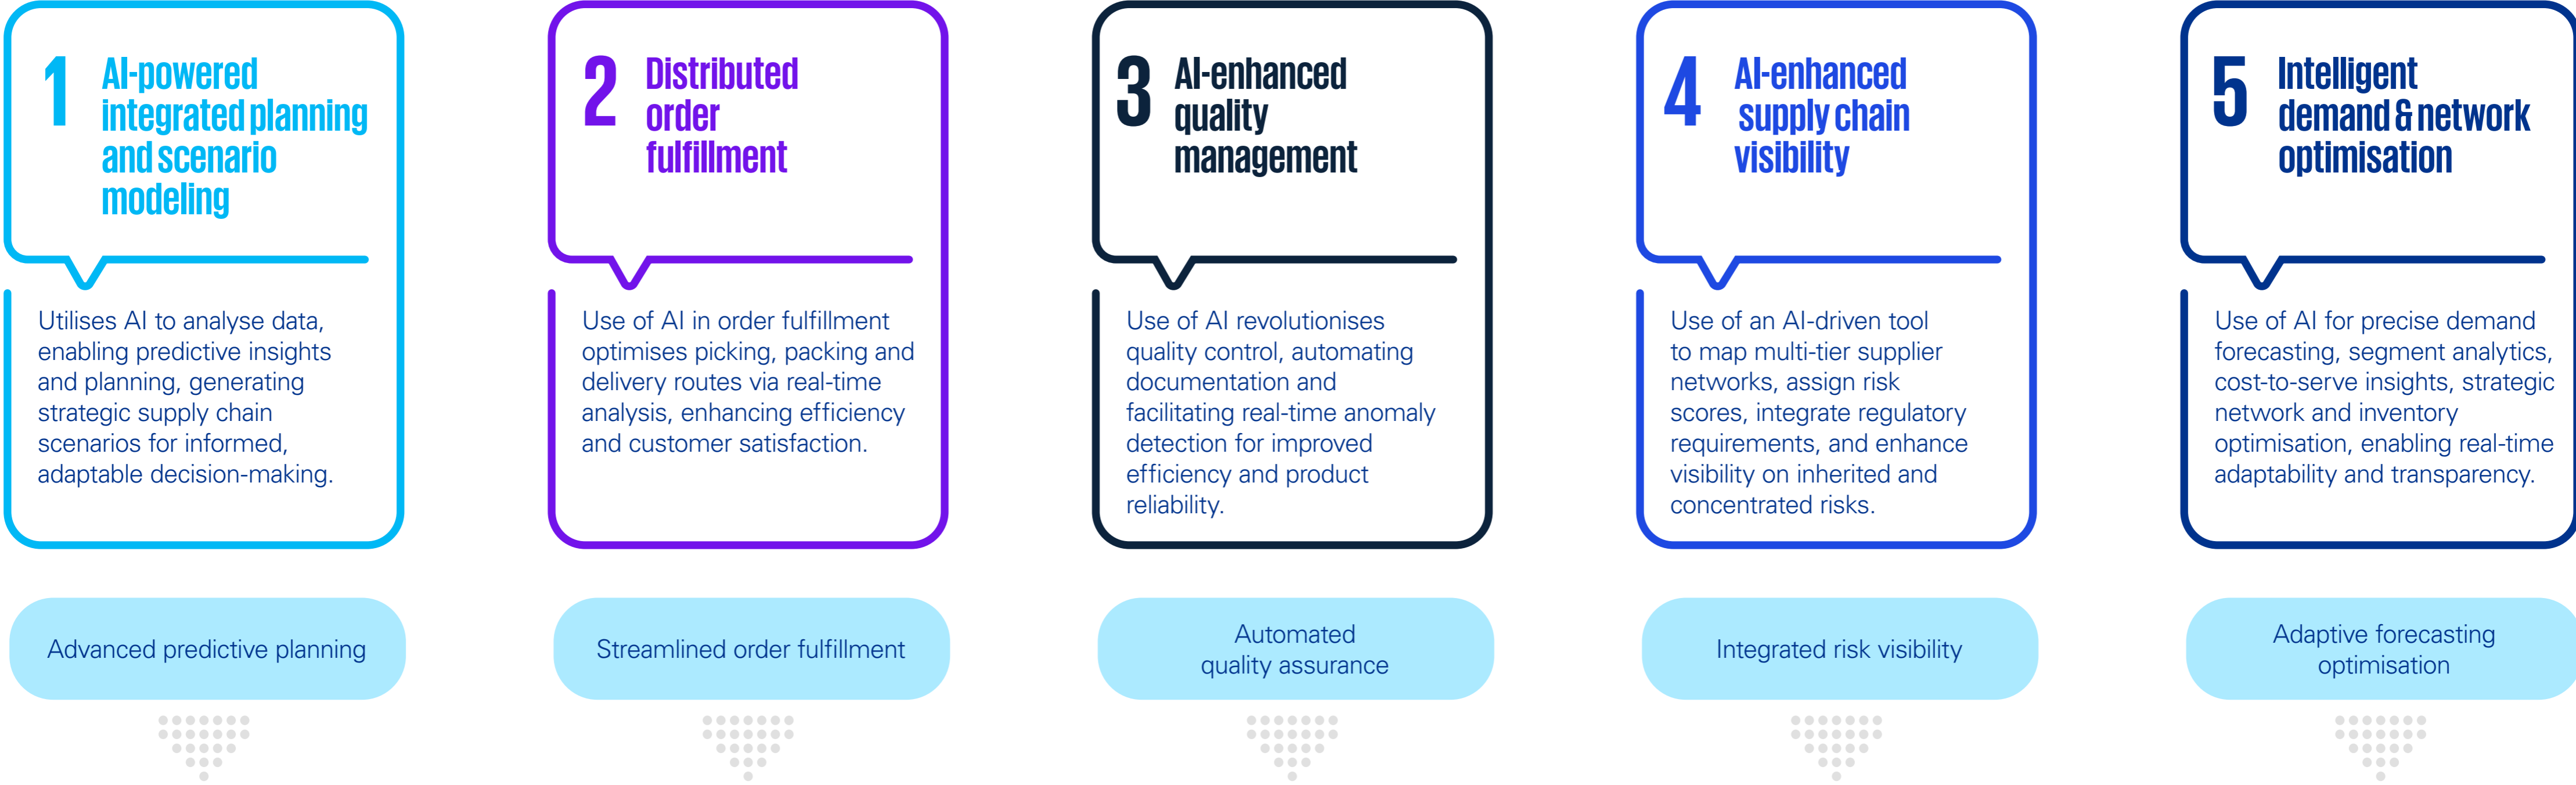 1
AI-powered
integrated planning
and scenario
modeling
Utilises AI to analyse data,
enabling predictive insights
and planning, generating
strategic supply chain
scenarios for informed,
adaptable decision-making.
Advanced predictive planning
2
Distributed
order
fulfillment
Use of AI in order fulfillment
optimises picking, packing and
delivery routes via real-time
analysis, enhancing efficiency
and customer satisfaction.
Streamlined order fulfillment
3
AI-enhanced
quality
management
Use of AI revolutionises
quality control, automating
documentation and
facilitating real-time anomaly
detection for improved
efficiency and product
reliability.
Automated
quality assurance
4
AI-enhanced
supply chain
visibility
Use of an AI-driven tool
to map multi-tier supplier
networks, assign risk
scores, integrate regulatory
requirements, and enhance
visibility on inherited and
concentrated risks.
Integrated risk visibility
5
Intelligent
demand & network
optimisation
Use of AI for precise demand
forecasting, segment analytics,
cost-to-serve insights, strategic
network and inventory
optimisation, enabling real-time
adaptability and transparency.
Adaptive forecasting
optimisation